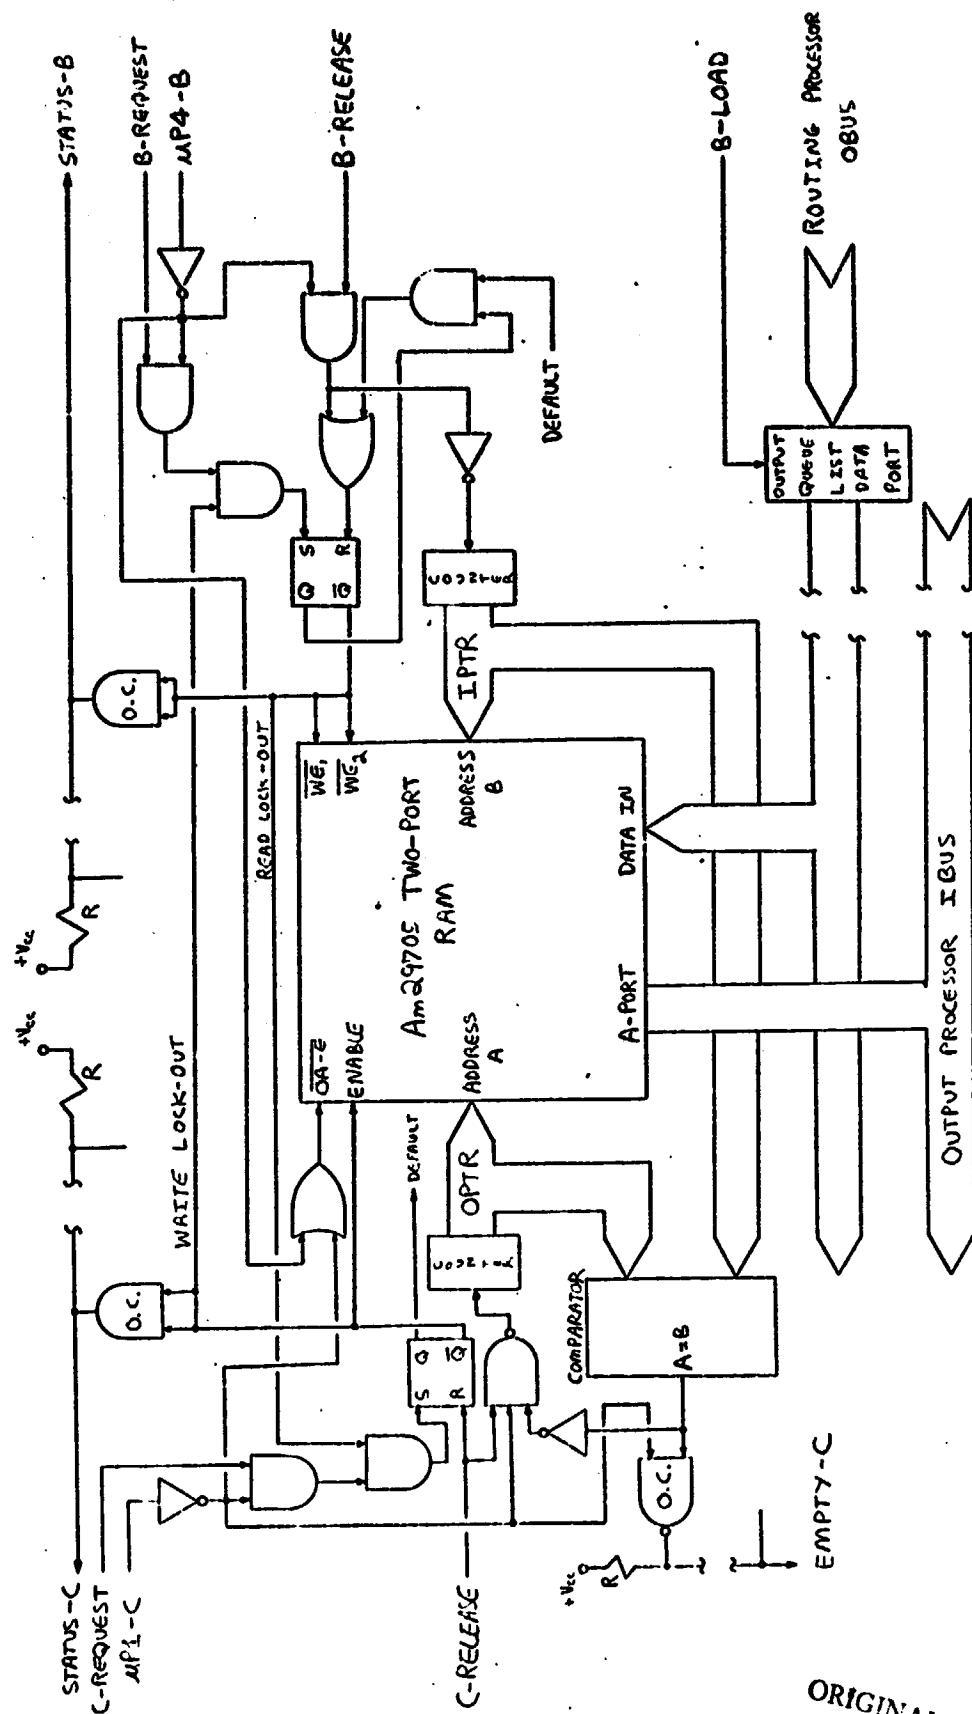 STATUS-C
C-REQUEST
μP1-C
C-RELEASE
+Vcc
R
EMPTY-C
O.C.
WRITE LOCK-OUT
O.C.
S
Q
R
Q̅
DEFAULT
COUNTER
OPTR
COMPARATOR
A=B
O.C.
+Vcc
R
+Vcc
R
READ LOCK-OUT
OA-E
ENABLE
Am2970S TWO-PORT
RAM
WE1
WE2
ADDRESS
A
ADDRESS
B
A-PORT
DATA IN
OUTPUT PROCESSOR IBUS
IPTR
COUNTER
Q
S
Q̅
R
DEFAULT
STATUS-B
B-REQUEST
μP4-B
B-RELEASE
B-LOAD
OUTPUT
QUEUE
LIST
DATA
PORT
ROUTING PROCESSOR
OBUS